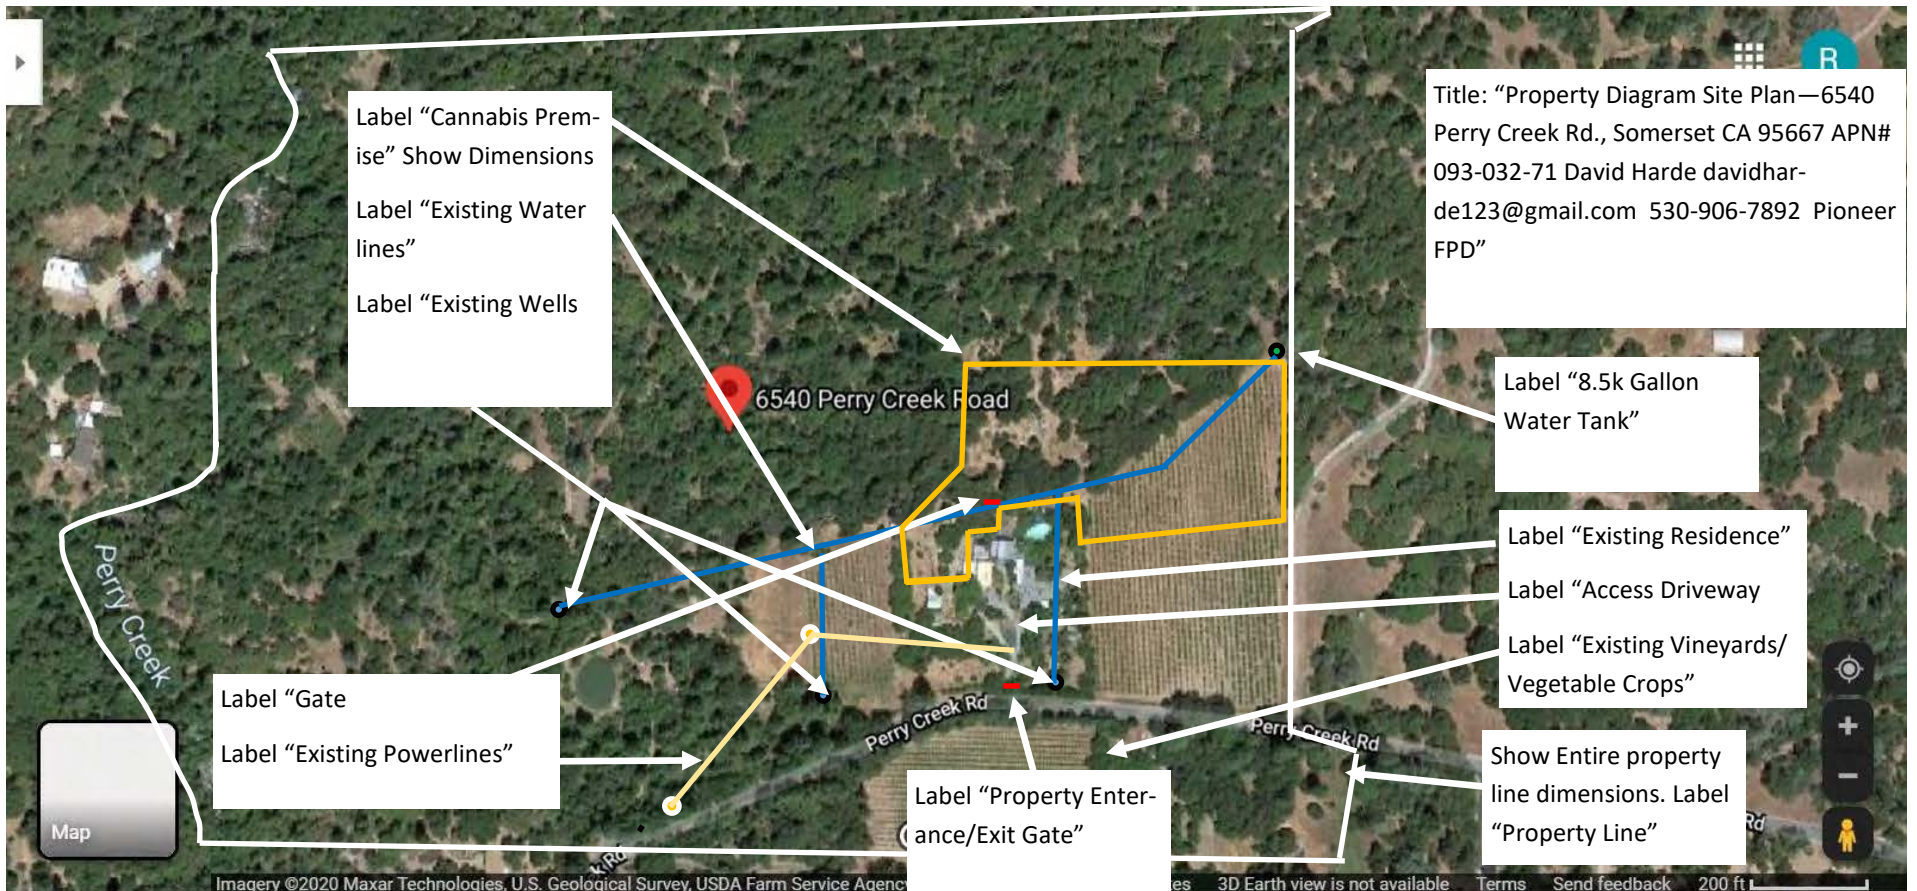 R
Title: “Property Diagram Site Plan—6540
Perry Creek Rd., Somerset CA 95667 APN#
093-032-71 David Harde davidhar-
de123@gmail.com  530-906-7892  Pioneer
FPD”
Label “Cannabis Prem-
ise” Show Dimensions
Label “Existing Water
lines”
Label “Existing Wells
6540 Perry Creek Road
Label “8.5k Gallon
Water Tank”
Label “Existing Residence”
Label “Access Driveway
Label “Existing Vineyards/
Vegetable Crops”
Perry Creek
Label “Gate
Label “Existing Powerlines”
Perry Creek Rd
Perry Creek Rd
Show Entire property
line dimensions. Label
“Property Line”
Label “Property Enter-
ance/Exit Gate”
Map
Rd
k Rd
Imagery ©2020 Maxar Technologies, U.S. Geological Survey, USDA Farm Service Agency
3D Earth view is not available
Terms
Send feedback
200 ft